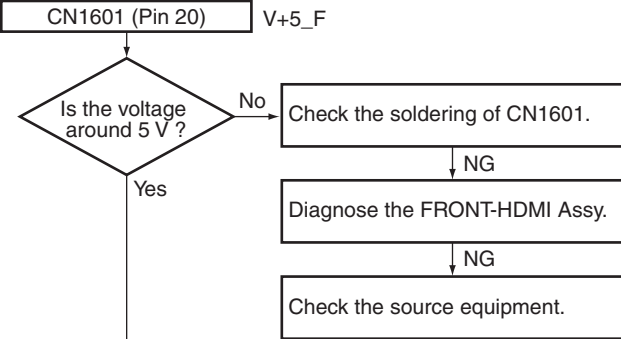 CN1601 (Pin 20)
V+5_F
Is the voltage
around 5 V ?
No
Check the soldering of CN1601.
NG
Yes
Diagnose the FRONT-HDMI Assy.
NG
Check the source equipment.